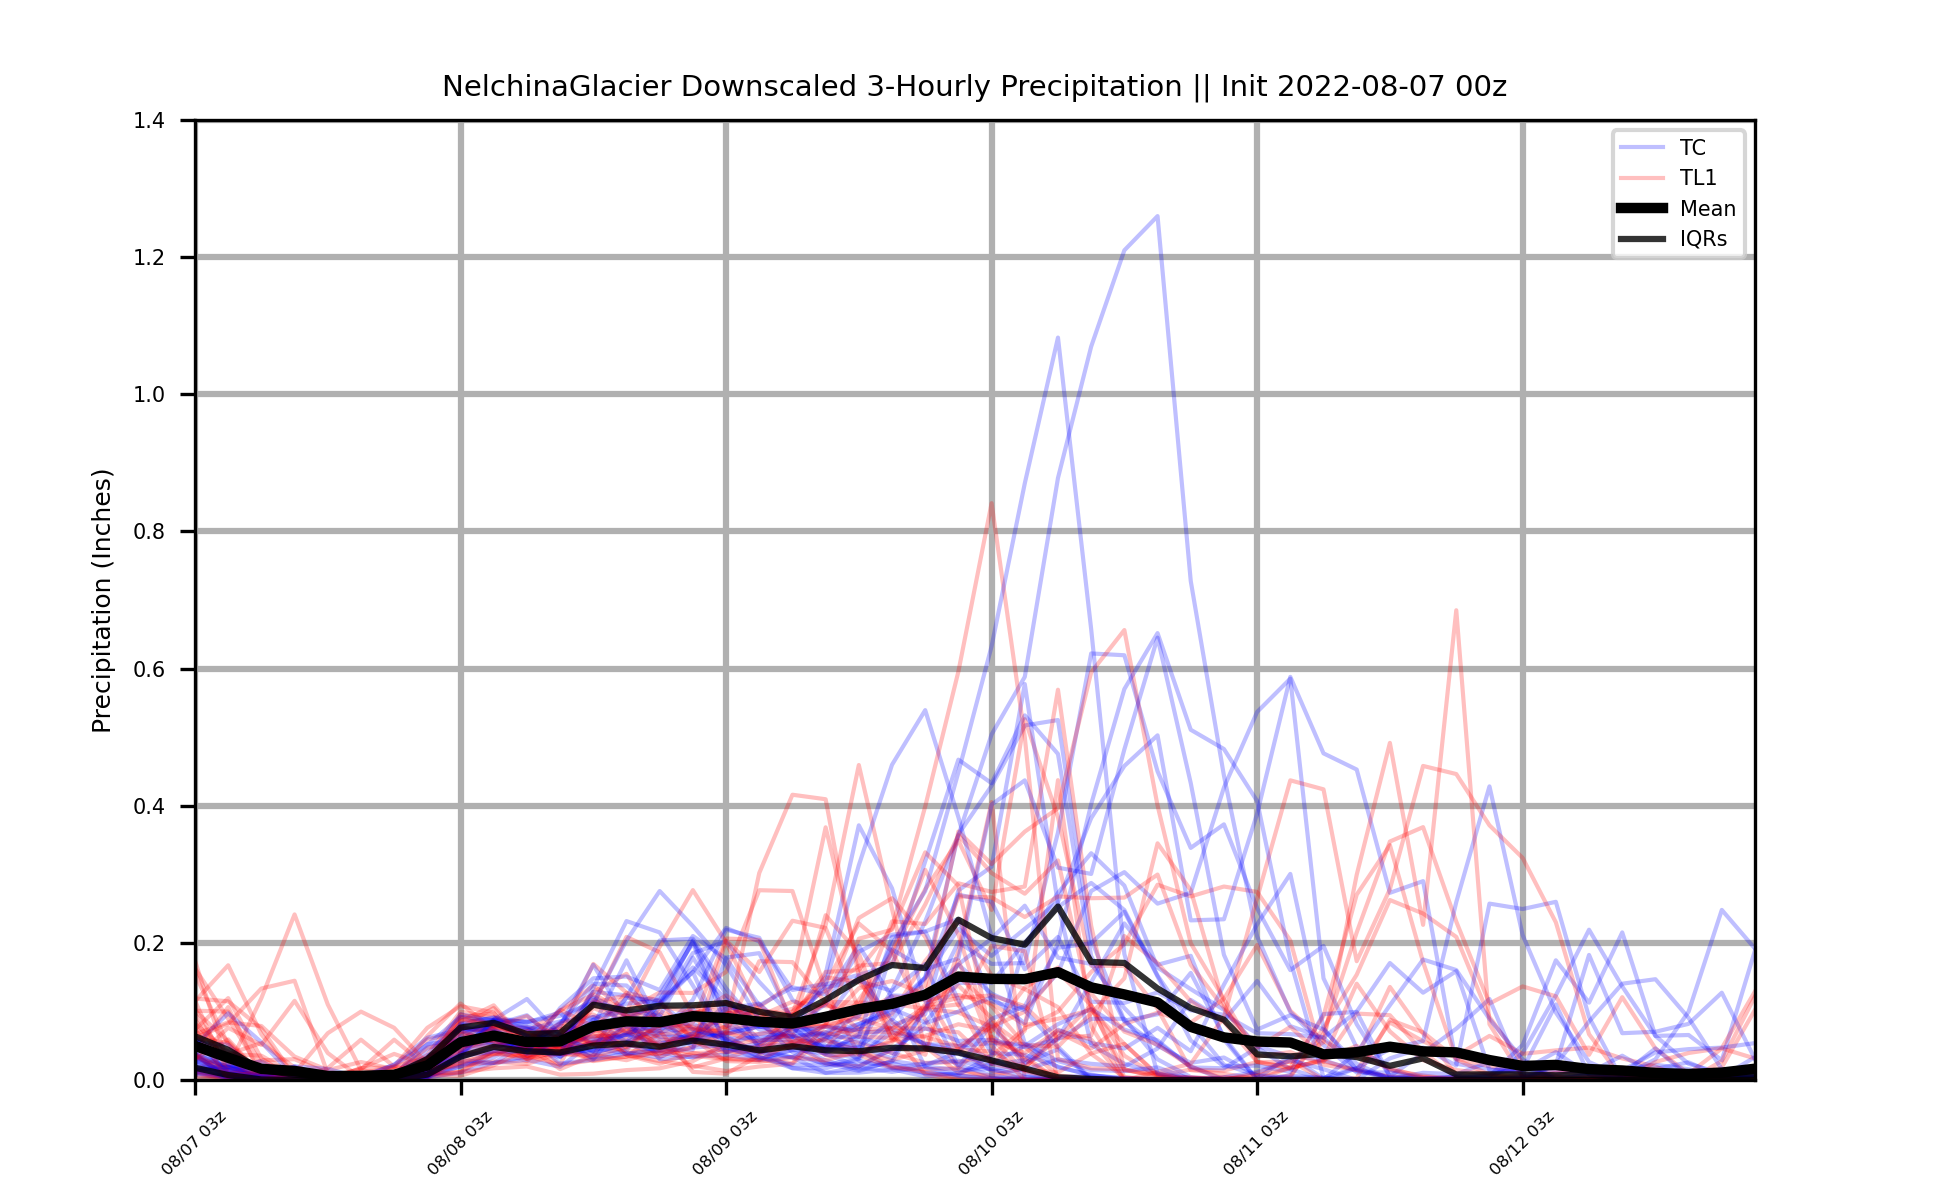 NelchinaGlacier Downscaled 3-Hourly Precipitation || Init 2022-08-07 00z
TC
TL1
Mean
IQRs
Precipitation (Inches)
1.4
1.2
1.0
0.8
0.6
0.4
0.2
0.0
08/07 03z
08/08 03z
08/09 03z
08/10 03z
08/11 03z
08/12 03z